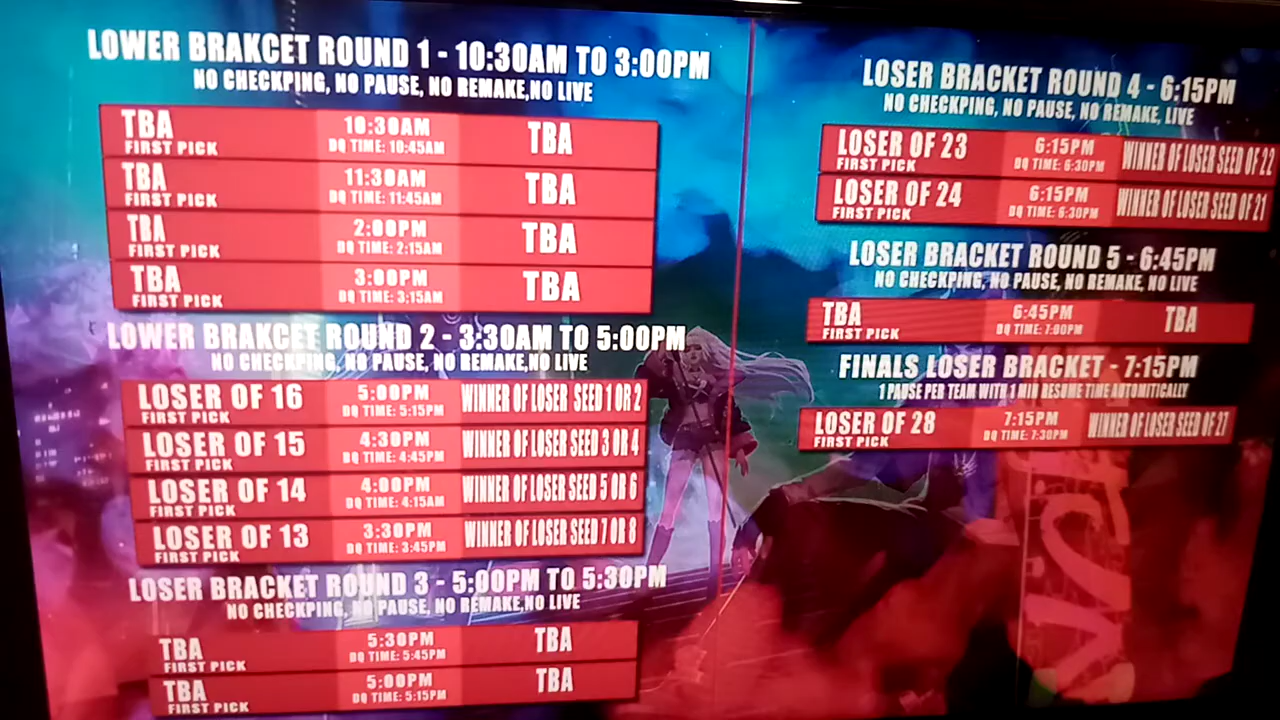 LOWER BRAKCET ROUND 1 - 10:30AM TO 3:00PM
NO CHECKPING, NO PAUSE, NO REMAKE,NO LIVE
TBA
FIRST PICK
10:30AM
DQ TIME: 10:45AM
TBA
TBA
FIRST PICK
11:30AM
DQ TIME: 11:45AM
TBA
TBA
FIRST PICK
2:00PM
DQ TIME: 2:15AM
TBA
TBA
FIRST PICK
3:00PM
DQ TIME: 3:15AM
TBA
LOWER BRAKCET ROUND 2 - 3:30AM TO 5:00PM
NO CHECKPING, NO PAUSE, NO REMAKE,NO LIVE
LOSER OF 16
FIRST PICK
5:00PM
DQ TIME: 5:15PM
WINNER OF LOSER SEED 1 OR 2
LOSER OF 15
FIRST PICK
4:30PM
DQ TIME: 4:45PM
WINNER OF LOSER SEED 3 OR 4
LOSER OF 14
FIRST PICK
4:00PM
DQ TIME: 4:15AM
WINNER OF LOSER SEED 5 OR 6
LOSER OF 13
FIRST PICK
3:30PM
DQ TIME: 3:45PM
WINNER OF LOSER SEED 7 OR 8
LOSER BRACKET ROUND 3 - 5:00PM TO 5:30PM
NO CHECKPING, NO PAUSE, NO REMAKE,NO LIVE
TBA
FIRST PICK
5:30PM
DQ TIME: 5:45PM
TBA
TBA
FIRST PICK
5:00PM
DQ TIME: 5:15PM
TBA
LOSER BRACKET ROUND 4 - 6:15PM
NO CHECKPING, NO PAUSE, NO REMAKE, LIVE
LOSER OF 23
FIRST PICK
6:15PM
DQ TIME: 6:30PM
WINNER OF LOSER SEED OF 22
LOSER OF 24
FIRST PICK
6:15PM
DQ TIME: 6:30PM
WINNER OF LOSER SEED OF 21
LOSER BRACKET ROUND 5 - 6:45PM
NO CHECKPING, NO PAUSE, NO REMAKE, NO LIVE
TBA
FIRST PICK
6:45PM
DQ TIME: 7:00PM
TBA
FINALS LOSER BRACKET - 7:15PM
1 PAUSE PER TEAM WITH 1 MIN RESUME TIME AUTOMITICALLY
LOSER OF 28
FIRST PICK
7:15PM
DQ TIME: 7:30PM
WINNER OF LOSER SEED OF 27